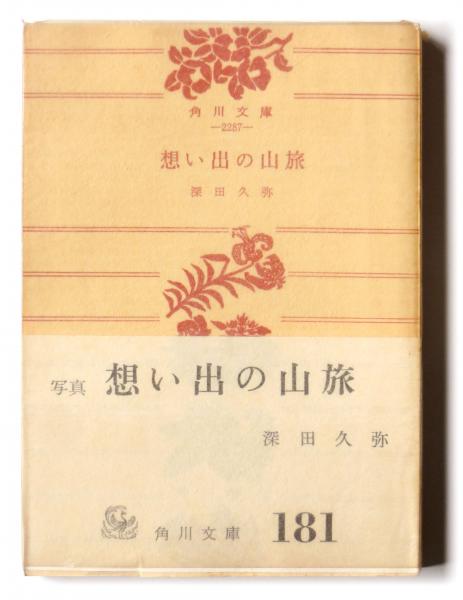 角川文庫
—2287—
想い出の山旅
深田久弥
写真 想い出の山旅
深田久弥
角川文庫 181